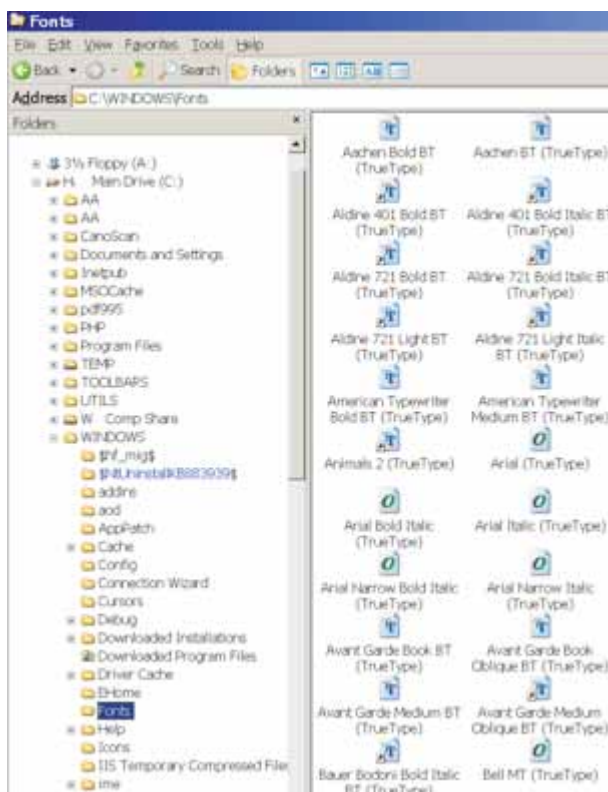 Fonts
File Edit View Favorites Tools Help
Back Search Folders
Address C:\WINDOWS\Fonts
Folders
3½ Floppy (A:)
Main Drive (C:)
AA
AA
CanoScan
Documents and Settings
Inetpub
MSOCache
pdf995
PHP
Program Files
TEMP
TOOLBARS
UTILS
W Comp Share
WINDOWS
$hf_mig$
$NtUninstallKB883939$
addins
aod
AppPatch
Cache
Config
Connection Wizard
Cursors
Debug
Downloaded Installations
Downloaded Program Files
Driver Cache
EHome
Fonts
Help
Icons
IIS Temporary Compressed File
ime
Aachen Bold BT
(TrueType)
Aachen BT (TrueType)
Aldine 401 Bold BT
(TrueType)
Aldine 401 Bold Italic BT
(TrueType)
Aldine 721 Bold BT
(TrueType)
Aldine 721 Bold Italic BT
(TrueType)
Aldine 721 Light BT
(TrueType)
Aldine 721 Light Italic
BT (TrueType)
American Typewriter
Bold BT (TrueType)
American Typewriter
Medium BT (TrueType)
Animals 2 (TrueType)
Arial (TrueType)
Arial Bold Italic
(TrueType)
Arial Italic (TrueType)
Arial Narrow Bold Italic
(TrueType)
Arial Narrow Italic
(TrueType)
Avant Garde Book BT
(TrueType)
Avant Garde Book
Oblique BT (TrueType)
Avant Garde Medium BT
(TrueType)
Avant Garde Medium
Oblique BT (TrueType)
Bauer Bodoni Bold Italic
BT (TrueType)
Bell MT (TrueType)